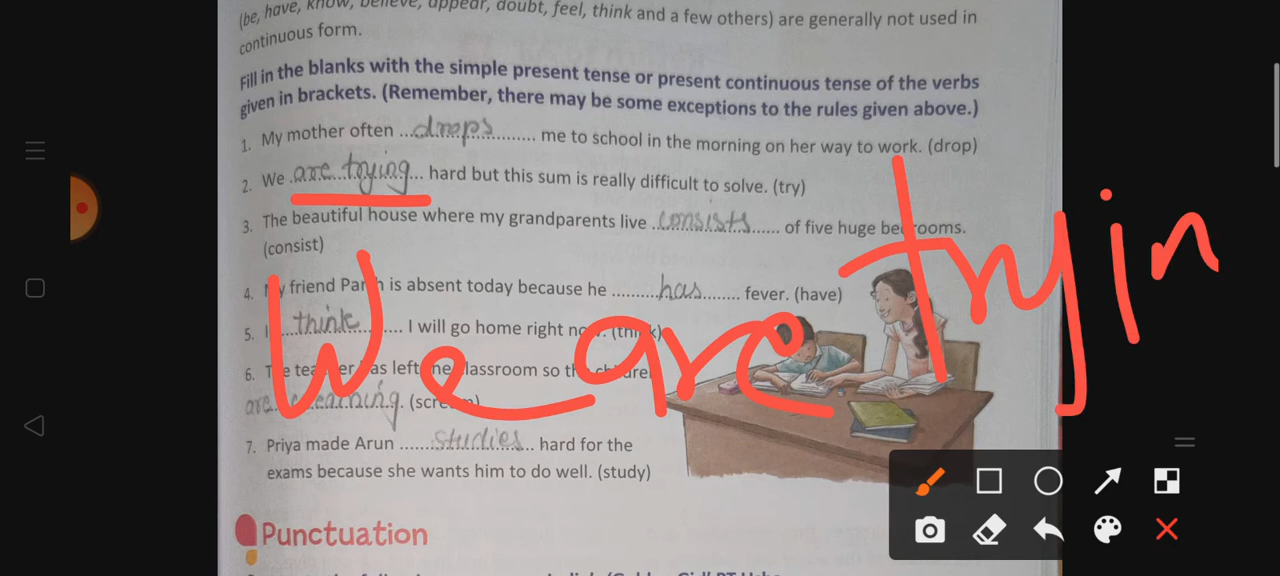 (be, have, know, believe, appear, doubt, feel, think and a few others) are generally not used in
continuous form.
Fill in the blanks with the simple present tense or present continuous tense of the verbs
given in brackets. (Remember, there may be some exceptions to the rules given above.)
1. My mother often ...drops... me to school in the morning on her way to work. (drop)
2. We are trying hard but this sum is really difficult to solve. (try)
3. The beautiful house where my grandparents live consists of five huge bedrooms.
(consist)
4. My friend Parth is absent today because he has fever. (have)
5. I think I will go home right now. (think)
6. The teacher has left the classroom so the children
are screaming. (scream)
7. Priya made Arun studies hard for the
exams because she wants him to do well. (study)
We are tryin
Punctuation